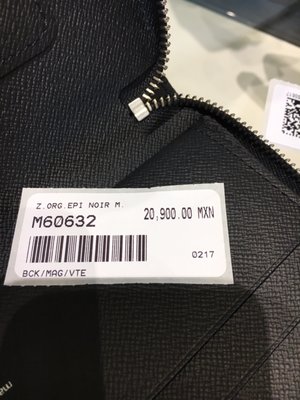 Z.ORG.EPI NOIR M.
M60632
20,900.00 MXN
0217
BCK/MAG/VTE